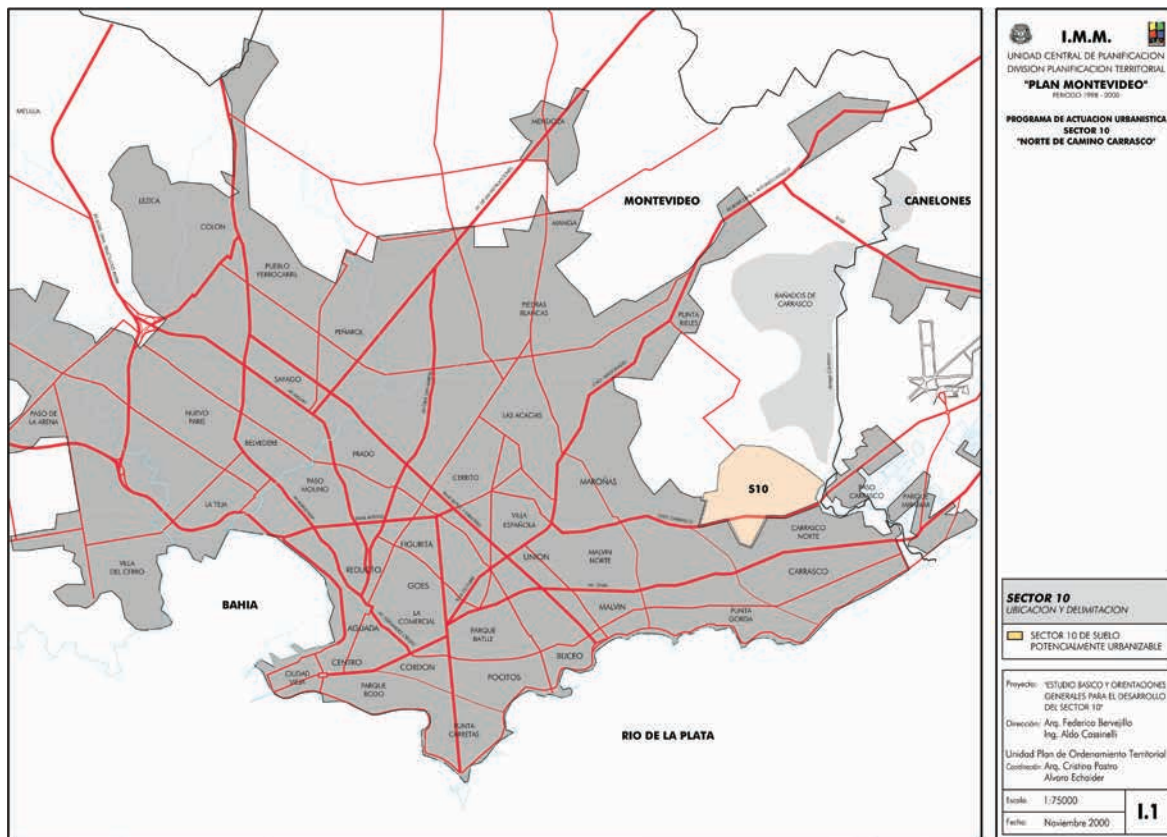 MELILLA
LEZICA
COLON
PUEBLO
FERROCARRIL
PEÑAROL
MENDOZA
MANGA
PIEDRAS
BLANCAS
MONTEVIDEO
CANELONES
BAÑADOS DE
CARRASCO
PUNTA
RIELES
PASO DE
LA ARENA
NUEVO
PARIS
SAYAGO
BELVEDERE
PRADO
PASO
MOLINO
LA TEJA
LAS ACACIAS
CERRITO
MAROÑAS
VILLA
ESPAÑOLA
S10
PASO
CARRASCO
PARQUE
MIRAMAR
CARRASCO
NORTE
CARRASCO
VILLA
DEL CERRO
BAHIA
REDUCTO
FIGURITA
GOES
LA
COMERCIAL
AGUADA
UNION
MALVIN
NORTE
MALVIN
PUNTA
GORDA
PARQUE
BATLLE
BUCEO
CIUDAD
VIEJA
CENTRO
CORDON
PARQUE
RODO
POCITOS
PUNTA
CARRETAS
RIO DE LA PLATA
I.M.M.
UNIDAD CENTRAL DE PLANIFICACION
DIVISION PLANIFICACION TERRITORIAL
"PLAN MONTEVIDEO"
PROGRAMA DE ACTUACION URBANISTICA
SECTOR 10
"NORTE DE CAMINO CARRASCO"
SECTOR 10
UBICACION Y DELIMITACION
SECTOR 10 DE SUELO
POTENCIALMENTE URBANIZABLE
Proyecto: "ESTUDIO BASICO Y ORIENTACIONES
GENERALES PARA EL DESARROLLO
DEL SECTOR 10"
Dirección: Arq. Federico Bervejillo
Ing. Aldo Cassinelli
Unidad Plan de Ordenamiento Territorial
Coordinación: Arq. Cristina Pastro
Alvaro Echaider
Escala: 1:75000
Fecha: Noviembre 2000
I.1